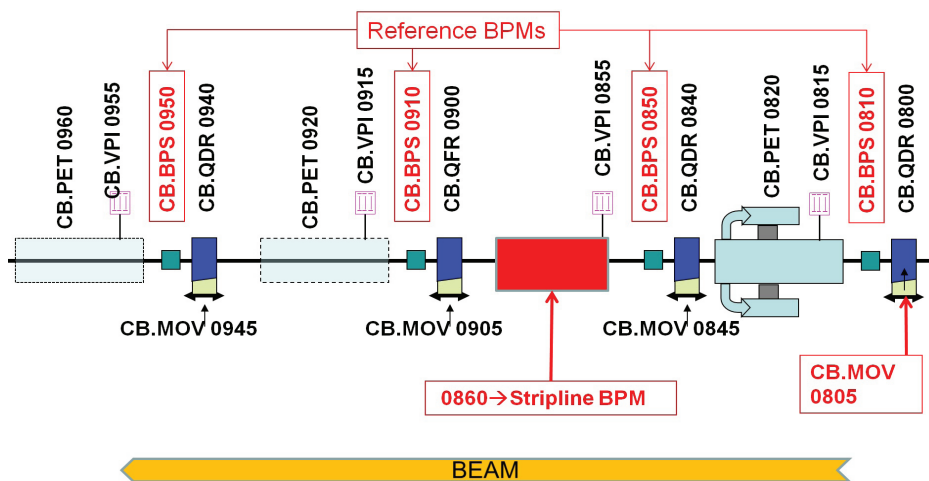 Reference BPMs
CB.PET 0960
CB.VPI 0955
CB.BPS 0950
CB.QDR 0940
CB.PET 0920
CB.VPI 0915
CB.BPS 0910
CB.QFR 0900
CB.VPI 0855
CB.BPS 0850
CB.QDR 0840
CB.PET 0820
CB.VPI 0815
CB.BPS 0810
CB.QDR 0800
CB.MOV 0945
CB.MOV 0905
CB.MOV 0845
0860→Stripline BPM
CB.MOV
0805
BEAM